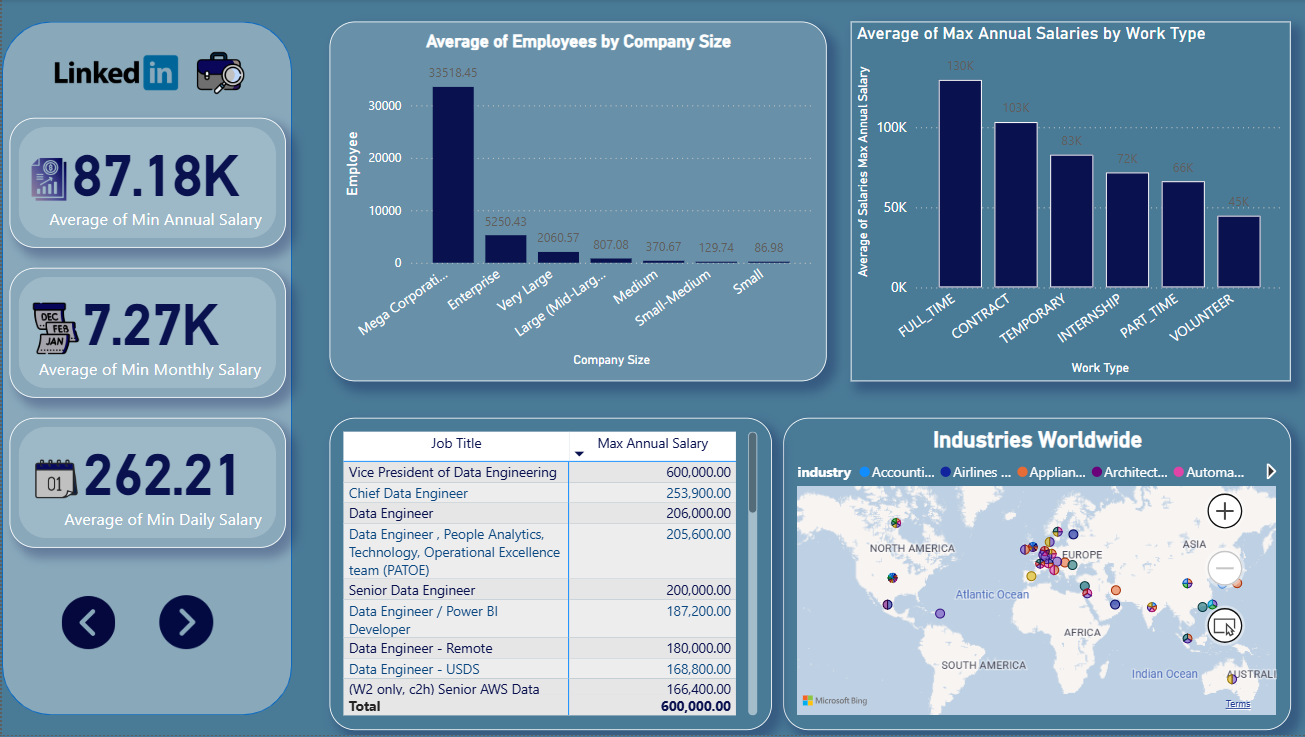 Linked in
87.18K
Average of Min Annual Salary
DEC
FEB
JAN
7.27K
Average of Min Monthly Salary
01
262.21
Average of Min Daily Salary
Average of Employees by Company Size
Employee
30000
20000
10000
0
33518.45
5250.43
2060.57
807.08
370.67
129.74
86.98
Mega Corporati...
Enterprise
Very Large
Large (Mid-Larg...
Medium
Small-Medium
Small
Company Size
Average of Max Annual Salaries by Work Type
Average of Salaries Max Annual Salary
100K
50K
0K
130K
103K
83K
72K
66K
45K
FULL_TIME
CONTRACT
TEMPORARY
INTERNSHIP
PART_TIME
VOLUNTEER
Work Type
Job Title Max Annual Salary
Vice President of Data Engineering 600,000.00
Chief Data Engineer 253,900.00
Data Engineer 206,000.00
Data Engineer , People Analytics, 205,600.00
Technology, Operational Excellence
team (PATOE)
Senior Data Engineer 200,000.00
Data Engineer / Power BI 187,200.00
Developer
Data Engineer - Remote 180,000.00
Data Engineer - USDS 168,800.00
(W2 only, c2h) Senior AWS Data 166,400.00
Total 600,000.00
Industries Worldwide
industry Accounti... Airlines ... Applian... Architect... Automa...
NORTH AMERICA
EUROPE
ASIA
Atlantic Ocean
AFRICA
SOUTH AMERICA
Indian Ocean
AUSTRALI
Microsoft Bing
Terms